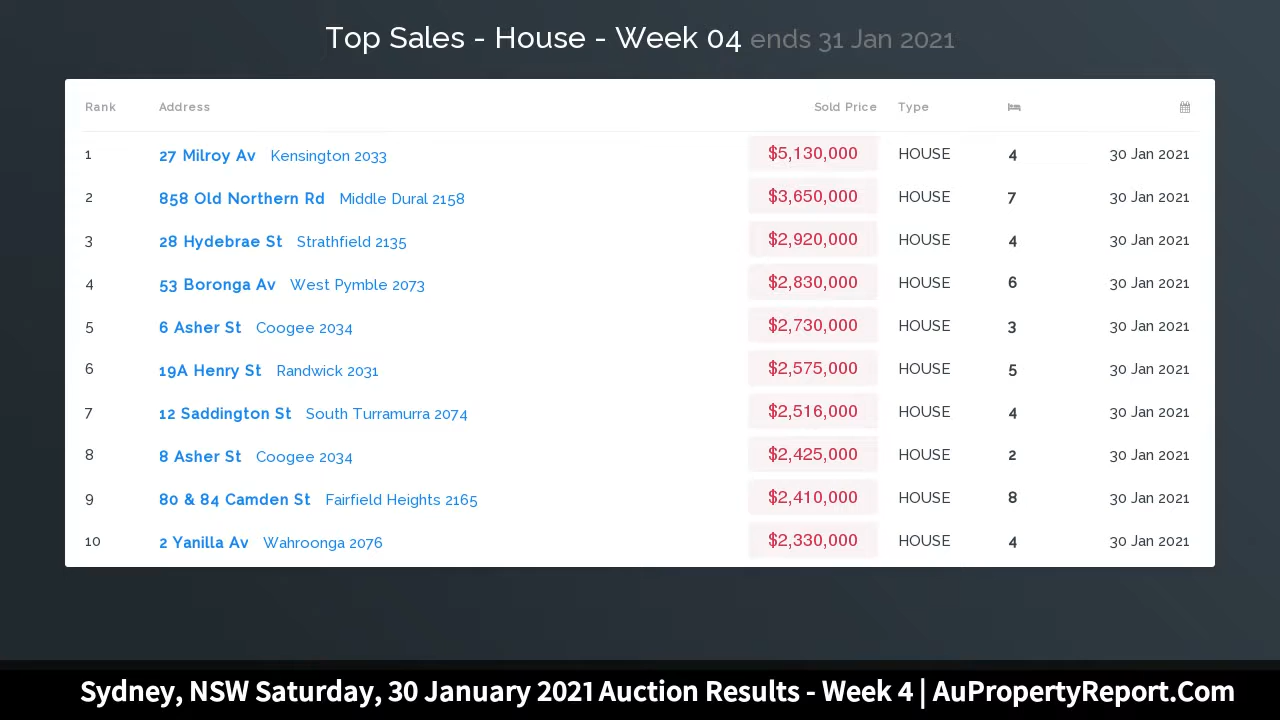 Top Sales - House - Week 04 ends 31 Jan 2021
Rank Address Sold Price Type
1 27 Milroy Av Kensington 2033 $5,130,000 HOUSE 4 30 Jan 2021
2 858 Old Northern Rd Middle Dural 2158 $3,650,000 HOUSE 7 30 Jan 2021
3 28 Hydebrae St Strathfield 2135 $2,920,000 HOUSE 4 30 Jan 2021
4 53 Boronga Av West Pymble 2073 $2,830,000 HOUSE 6 30 Jan 2021
5 6 Asher St Coogee 2034 $2,730,000 HOUSE 3 30 Jan 2021
6 19A Henry St Randwick 2031 $2,575,000 HOUSE 5 30 Jan 2021
7 12 Saddington St South Turramurra 2074 $2,516,000 HOUSE 4 30 Jan 2021
8 8 Asher St Coogee 2034 $2,425,000 HOUSE 2 30 Jan 2021
9 80 & 84 Camden St Fairfield Heights 2165 $2,410,000 HOUSE 8 30 Jan 2021
10 2 Yanilla Av Wahroonga 2076 $2,330,000 HOUSE 4 30 Jan 2021
Sydney, NSW Saturday, 30 January 2021 Auction Results - Week 4 | AuPropertyReport.Com